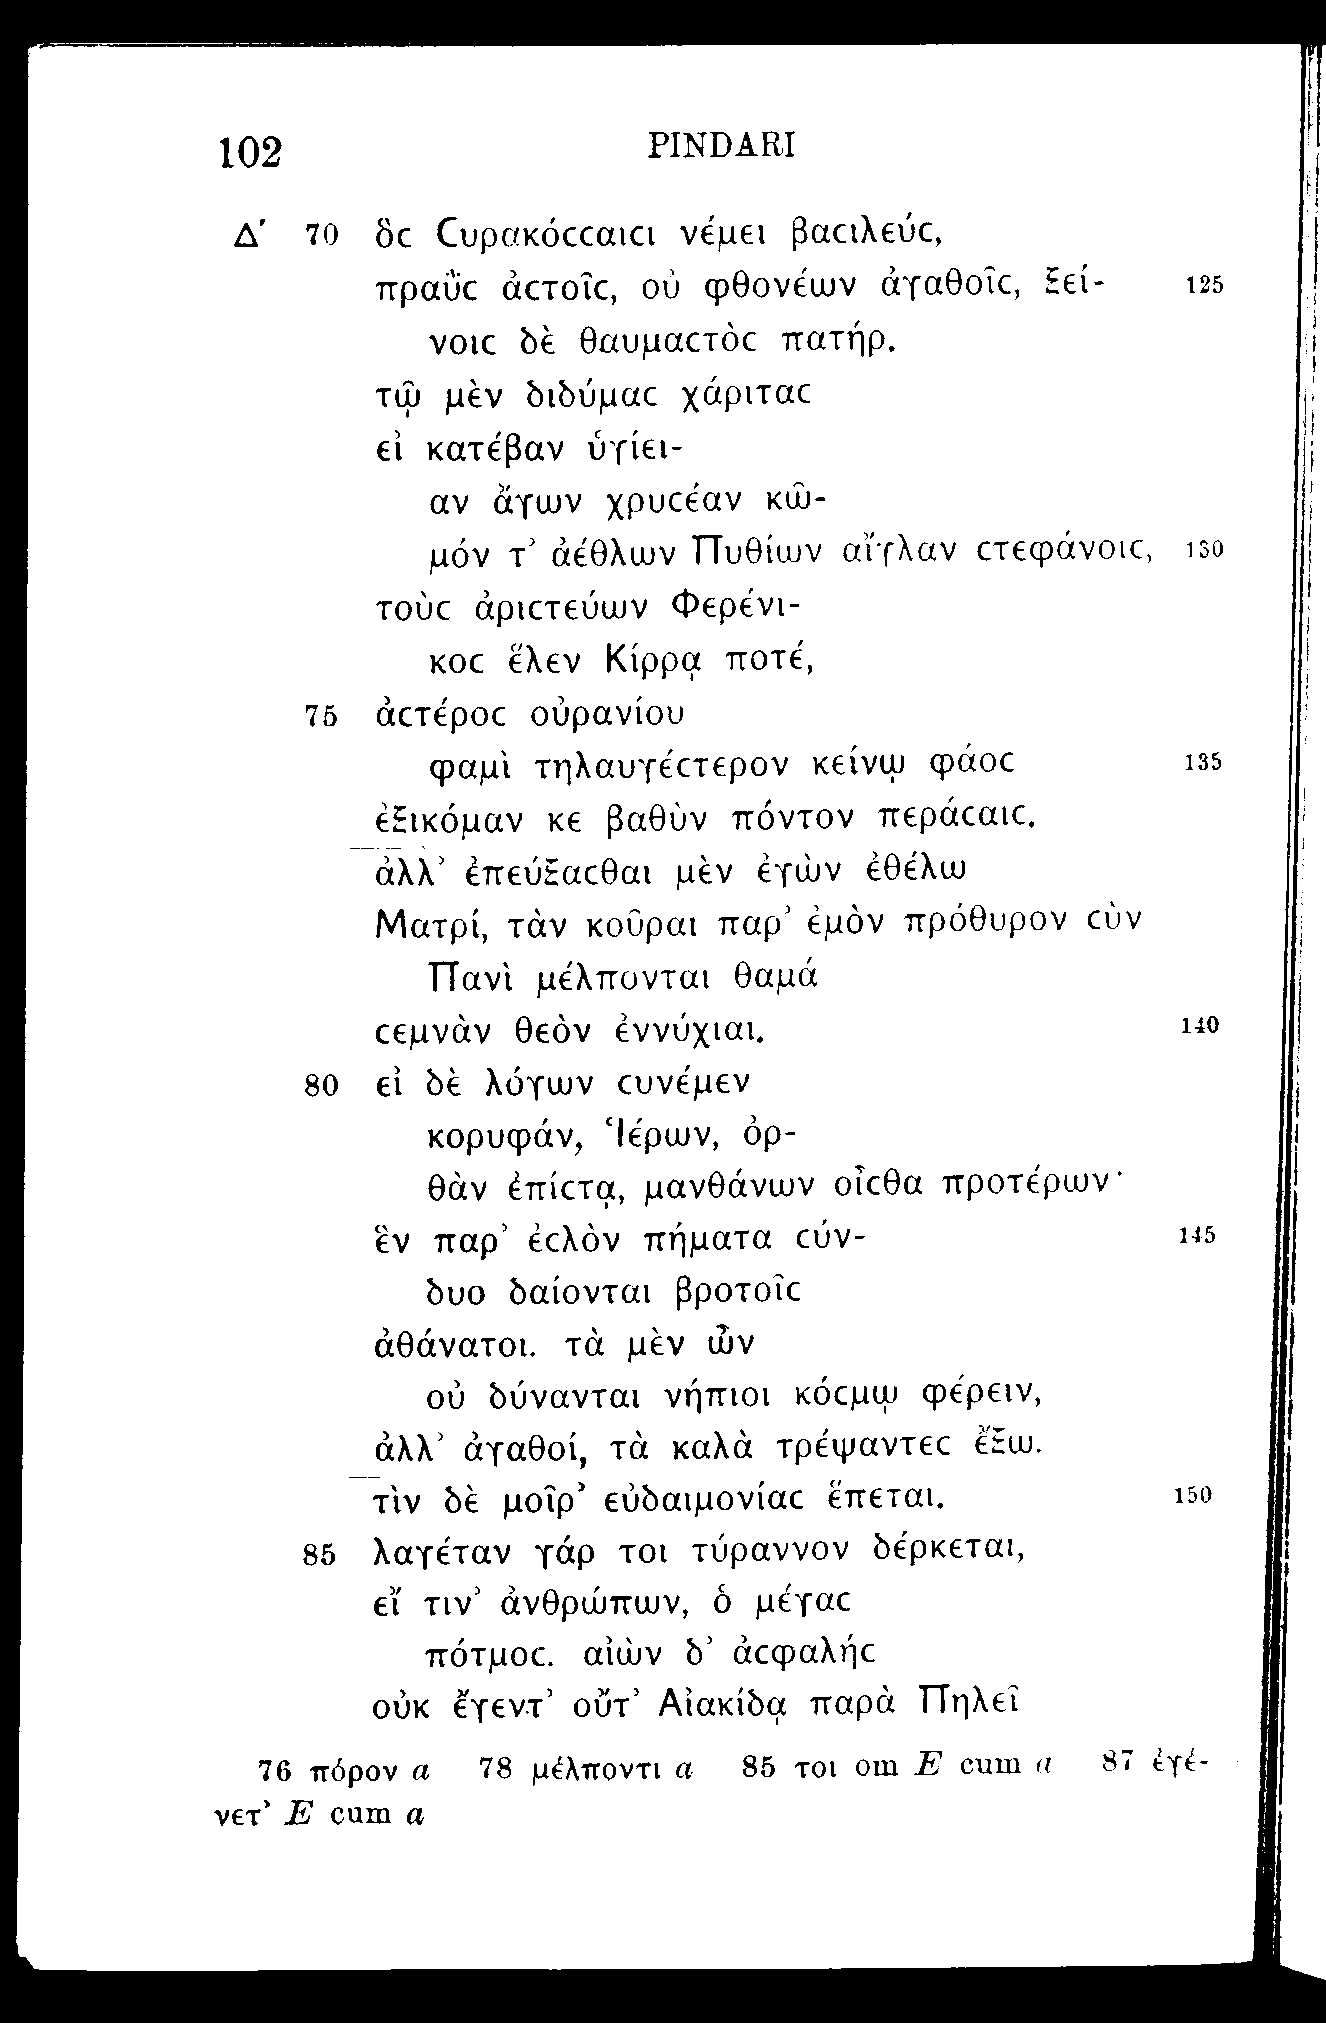 102 PINDARI
Δʹ 70 ὃϲ Ϲυρακόϲϲαιϲι νέμει βαϲιλεύϲ,
πραῢϲ ἀϲτοῖϲ, οὐ φθονέων ἀγαθοῖϲ, ξεί- 125
νοιϲ δὲ θαυμαϲτὸϲ πατήρ.
τῷ μὲν διδύμαϲ χάριταϲ
εἰ κατέβαν ὑγίει-
αν ἄγων χρυϲέαν κῶ-
μόν τ’ ἀέθλων Πυθίων αἴγλαν ϲτεφάνοιϲ, 130
τοὺϲ ἀριϲτεύων Φερένι-
κοϲ ἕλεν Κίρρᾳ ποτέ,
75 ἀϲτέροϲ οὐρανίου
φαμὶ τηλαυγέϲτερον κείνῳ φάοϲ 135
ἐξικόμαν κε βαθὺν πόντον περάϲαιϲ.
ἀλλ’ ἐπεύξαϲθαι μὲν ἐγὼν ἐθέλω
Ματρί, τὰν κοῦραι παρ’ ἐμὸν πρόθυρον ϲὺν
Πανὶ μέλπονται θαμά
ϲεμνὰν θεὸν ἐννύχιαι. 140
80 εἰ δὲ λόγων ϲυνέμεν
κορυφάν, Ἱέρων, ὀρ-
θὰν ἐπίϲτᾳ, μανθάνων οἶϲθα προτέρων·
ἓν παρ’ ἐϲλὸν πήματα ϲύν- 145
δυο δαίονται βροτοῖϲ
ἀθάνατοι. τὰ μὲν ὦν
οὐ δύνανται νήπιοι κόϲμῳ φέρειν,
ἀλλ’ ἀγαθοί, τὰ καλὰ τρέψαντεϲ ἔξω.
τὶν δὲ μοῖρ’ εὐδαιμονίαϲ ἕπεται. 150
85 λαγέταν γάρ τοι τύραννον δέρκεται,
εἴ τιν’ ἀνθρώπων, ὁ μέγαϲ
πότμοϲ. αἰὼν δ’ ἀϲφαλήϲ
οὐκ ἔγεντ’ οὔτ’ Αἰακίδᾳ παρὰ Πηλεῖ
76 πόρον a 78 μέλποντι a 85 τοι om E cum a 87 ἐγέ-
νετ’ E cum a